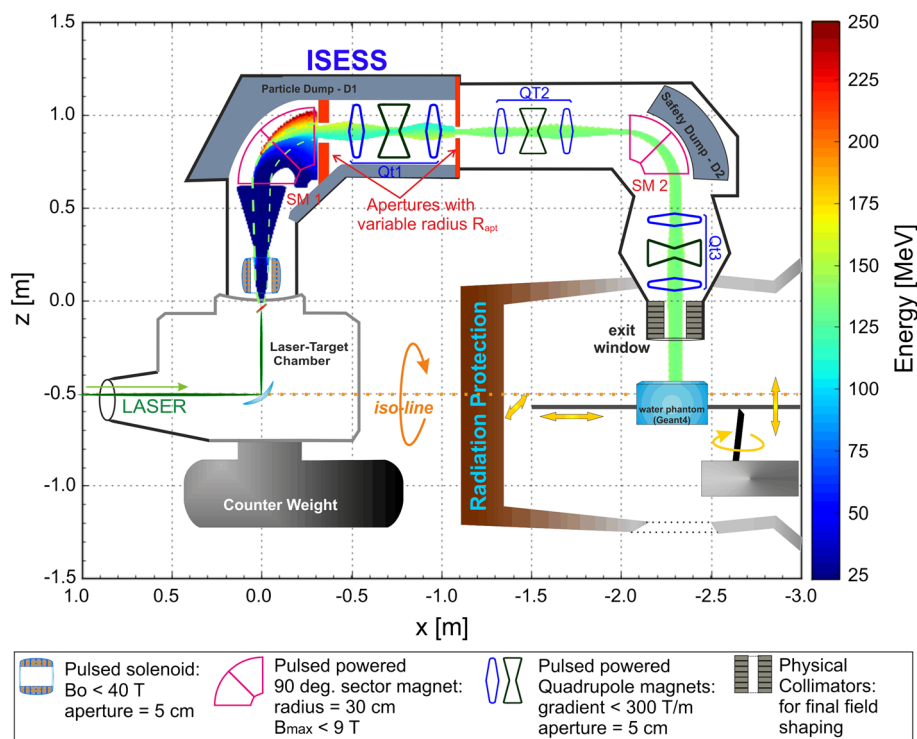 ISESS
Particle Dump - D1
QT2
Safety Dump - D2
Qt1
SM 1
SM 2
Apertures with
variable radius Rapt
Qt3
Laser-Target
Chamber
exit
window
LASER
iso-line
Radiation Protection
water phantom
(Geant4)
Counter Weight
1.5
1.0
0.5
0.0
-0.5
-1.0
-1.5
z [m]
1.0
0.5
0.0
-0.5
-1.0
-1.5
-2.0
-2.5
-3.0
x [m]
250
225
200
175
150
125
100
75
50
25
Energy [MeV]
Pulsed solenoid:
Bo < 40 T
aperture = 5 cm
Pulsed powered
90 deg. sector magnet:
radius = 30 cm
Bmax < 9 T
Pulsed powered
Quadrupole magnets:
gradient < 300 T/m
aperture = 5 cm
Physical
Collimators:
for final field
shaping